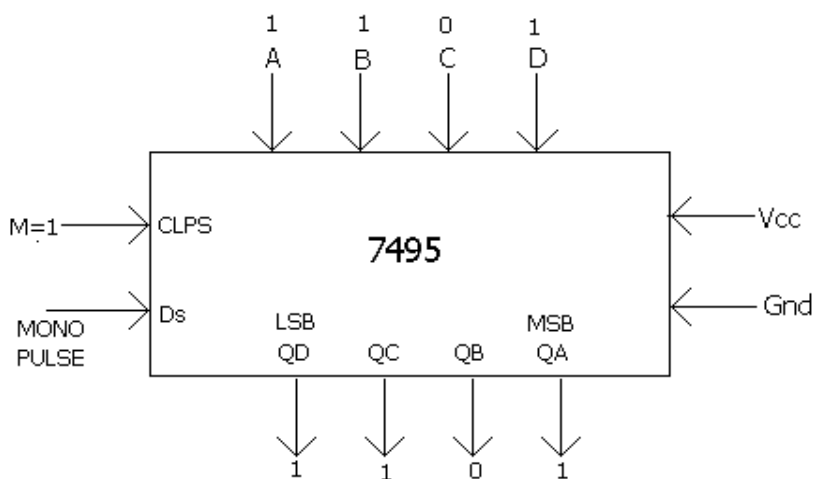 1 1 0 1
A B C D
M=1
CLPS
7495
Vcc
Ds
Gnd
MONO
PULSE
LSB MSB
QD QC QB QA
1 1 0 1